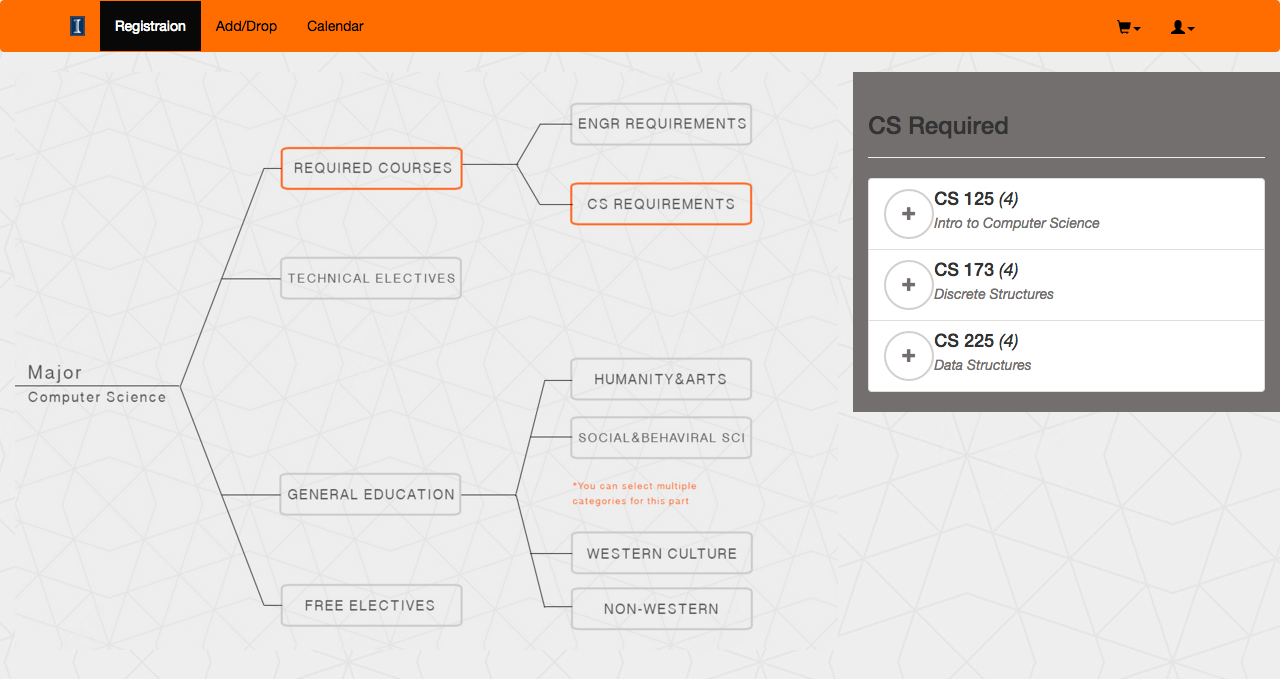 I
Registraion
Add/Drop
Calendar
ENGR REQUIREMENTS
REQUIRED COURSES
CS REQUIREMENTS
TECHNICAL ELECTIVES
Major
Computer Science
HUMANITY&ARTS
SOCIAL&BEHAVIRAL SCI
*You can select multiple
categories for this part
GENERAL EDUCATION
WESTERN CULTURE
FREE ELECTIVES
NON-WESTERN
CS Required
CS 125 (4)
Intro to Computer Science
CS 173 (4)
Discrete Structures
CS 225 (4)
Data Structures